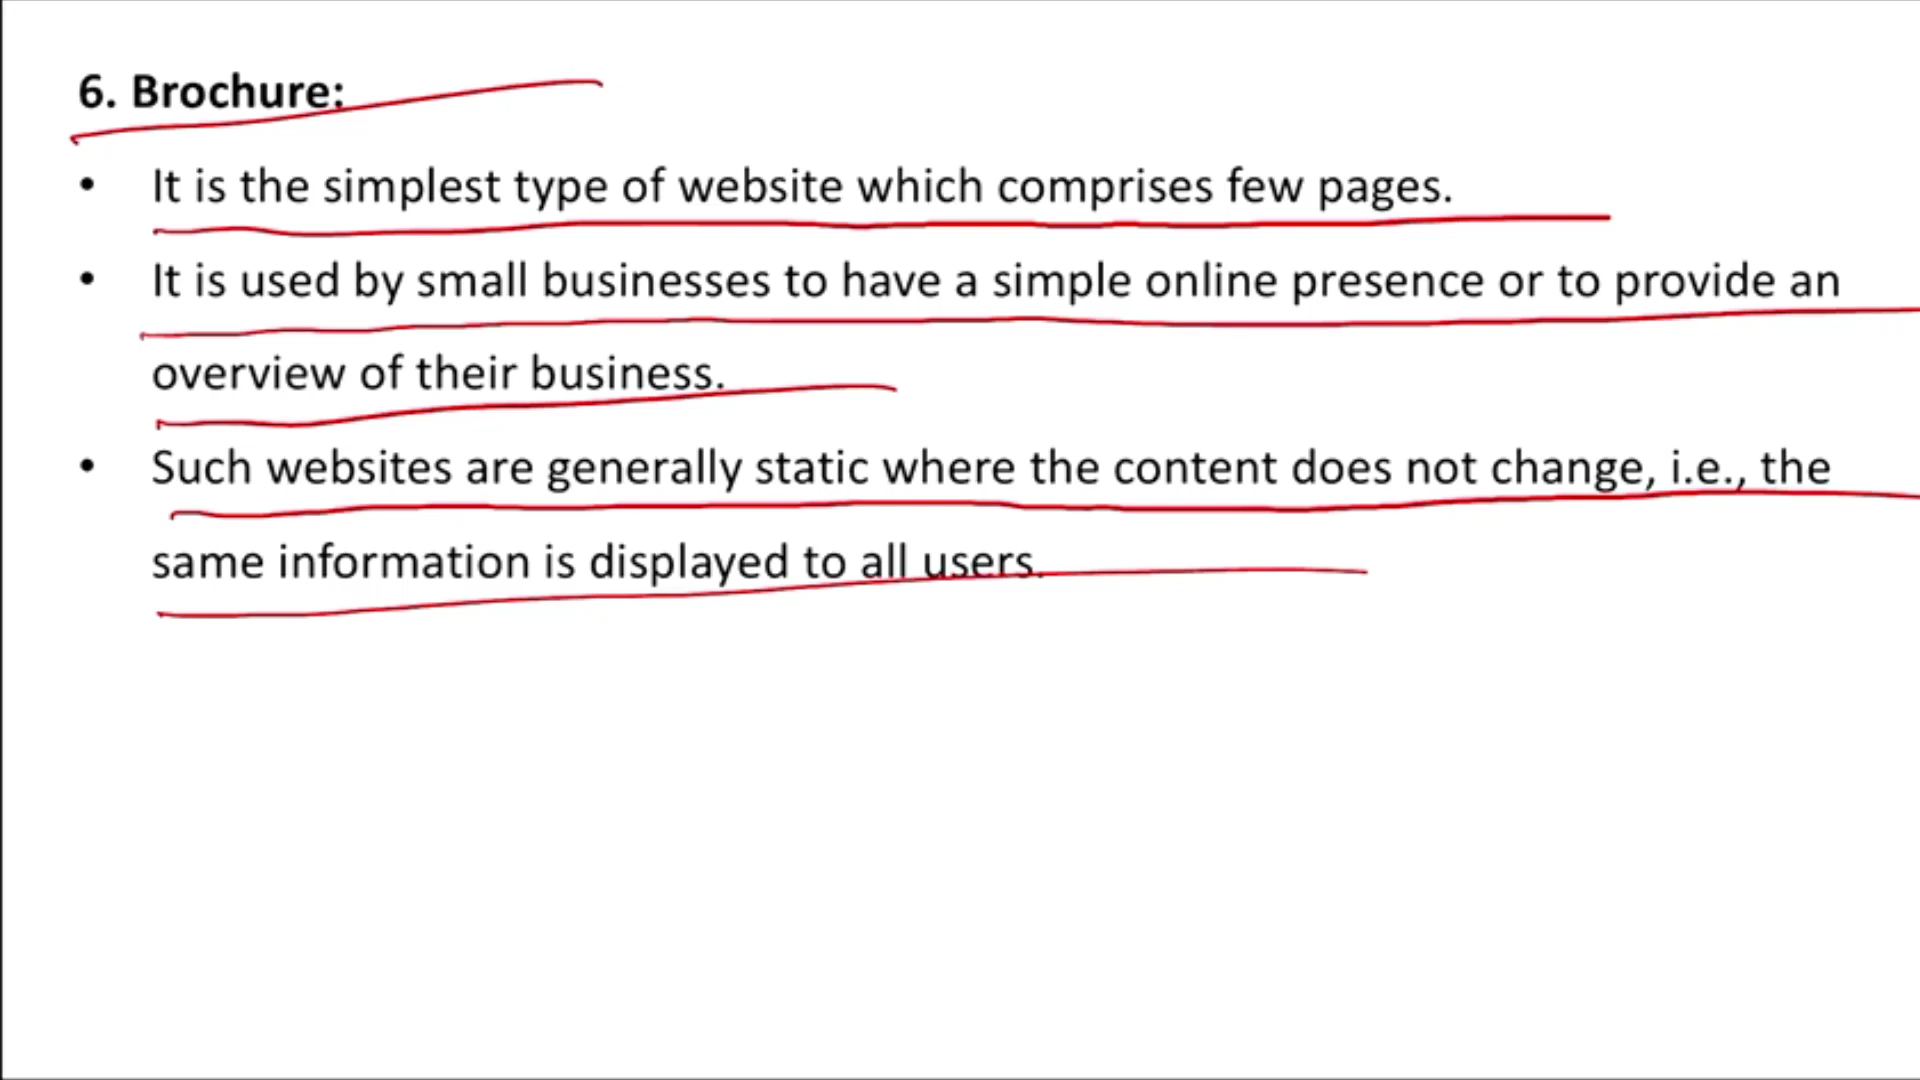 6. Brochure:
• It is the simplest type of website which comprises few pages.
• It is used by small businesses to have a simple online presence or to provide an
overview of their business.
• Such websites are generally static where the content does not change, i.e., the
same information is displayed to all users.